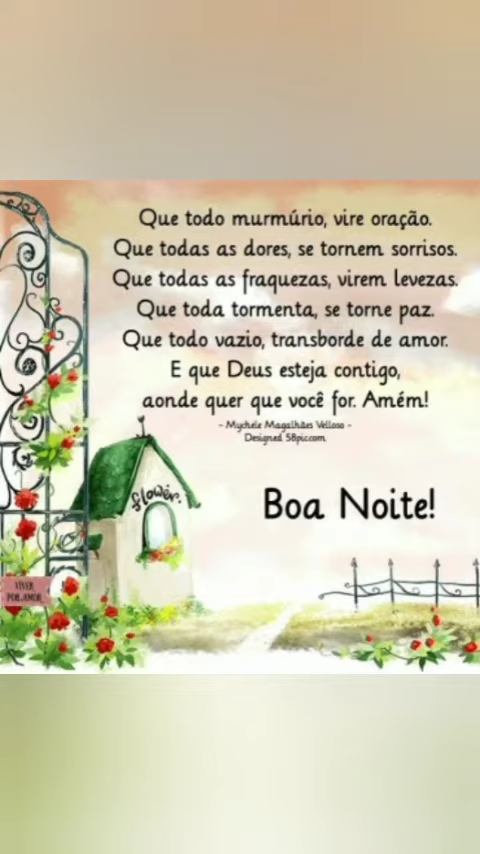 Que todo murmúrio, vire oração.
Que todas as dores, se tornem sorrisos.
Que todas as fraquezas, virem levezas.
Que toda tormenta, se torne paz.
Que todo vazio, transborde de amor.
E que Deus esteja contigo,
aonde quer que você for. Amém!
- Mychele Magalhães Velloso -
Designed 58pic.com
flower.
Boa Noite!
VIVER
POR AMOR